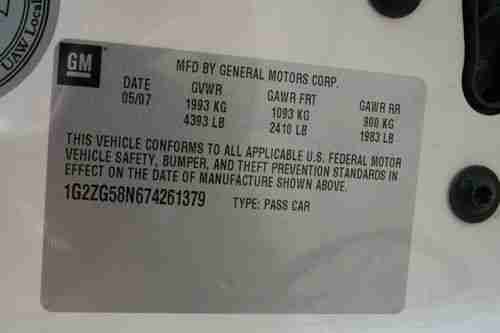 UAW Local
GM
MFD BY GENERAL MOTORS CORP.
DATE GVWR GAWR FRT GAWR RR
05/07 1993 KG 1093 KG 900 KG
4393 LB 2410 LB 1983 LB
THIS VEHICLE CONFORMS TO ALL APPLICABLE U.S. FEDERAL MOTOR
VEHICLE SAFETY, BUMPER, AND THEFT PREVENTION STANDARDS IN
EFFECT ON THE DATE OF MANUFACTURE SHOWN ABOVE.
1G2ZG58N674261379 TYPE: PASS CAR